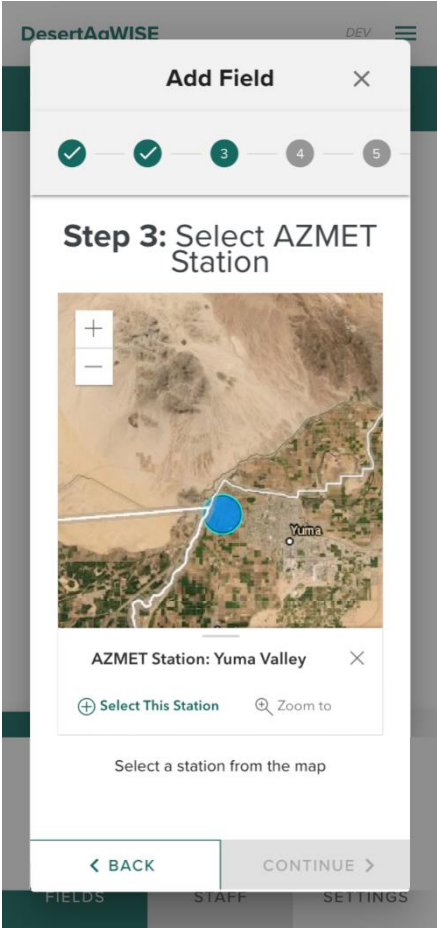 DesertAgWISE
DEV
Add Field
3
4
5
Step 3: Select AZMET
Station
Yuma
AZMET Station: Yuma Valley
Select This Station
Zoom to
Select a station from the map
BACK
CONTINUE
FIELDS
STAFF
SETTINGS